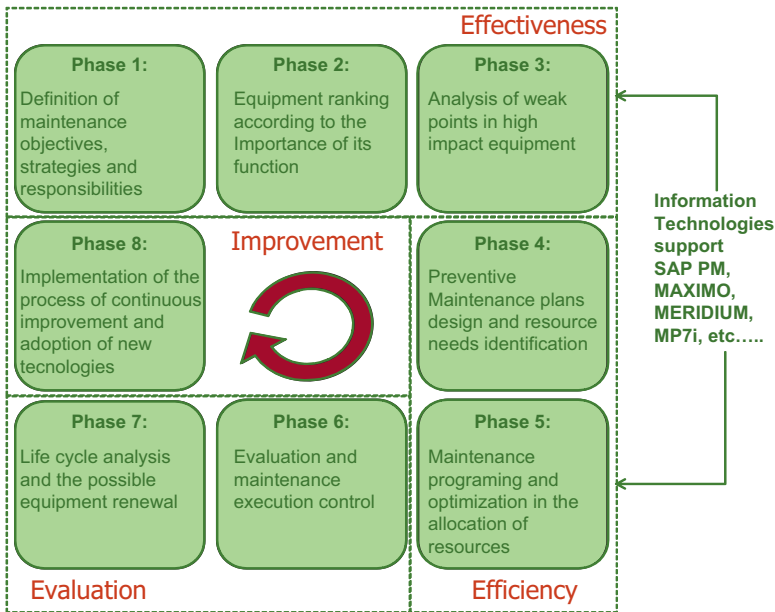 Effectiveness
Phase 1:
Definition of
maintenance
objectives,
strategies and
responsibilities
Phase 2:
Equipment ranking
according to the
Importance of its
function
Phase 3:
Analysis of weak
points in high
impact equipment
Information
Technologies
support
SAP PM,
MAXIMO,
MERIDIUM,
MP7i, etc…..
Phase 8:
Implementation of the
process of continuous
improvement and
adoption of new
tecnologies
Improvement
Phase 4:
Preventive
Maintenance plans
design and resource
needs identification
Phase 7:
Life cycle analysis
and the possible
equipment renewal
Phase 6:
Evaluation and
maintenance
execution control
Phase 5:
Maintenance
programing and
optimization in the
allocation of
resources
Evaluation
Efficiency